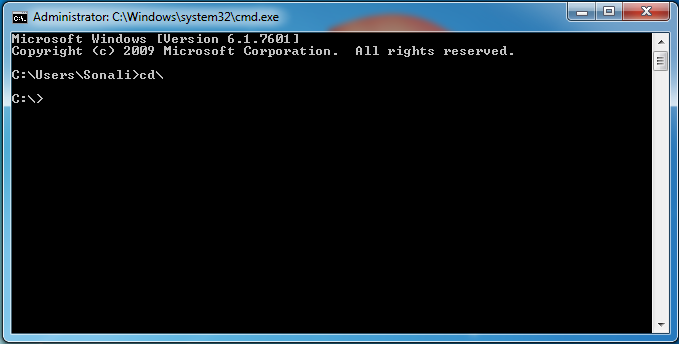 Administrator: C:\Windows\system32\cmd.exe
Microsoft Windows [Version 6.1.7601]
Copyright (c) 2009 Microsoft Corporation.  All rights reserved.
C:\Users\Sonali>cd\
C:\>